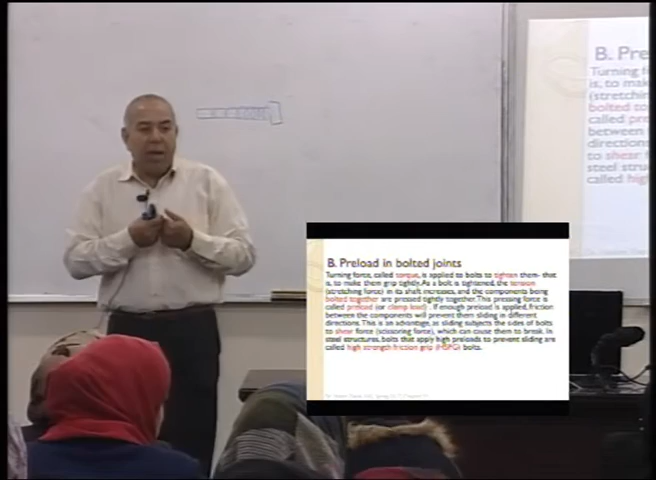 B. Pre
Turning f
is, to mak
(stretchin
bolted to
called pr
between
directions
to shear f
steel stru
called hig
B. Preload in bolted joints
Turning force, called torque, is applied to bolts to tighten them- that
is, to make them grip tightly. As a bolt is tightened, the tension
(stretching force) in its shaft increases, and the components being
bolted together are pressed tightly together. This pressing force is
called preload (or clamp load). If enough preload is applied, friction
between the components will prevent them sliding in different
directions. This is an advantage, as sliding subjects the sides of bolts
to shear force (scissoring force), which can cause them to break. In
steel structures, bolts that apply high preloads to prevent sliding are
called high strength friction grip (HSFG) bolts.